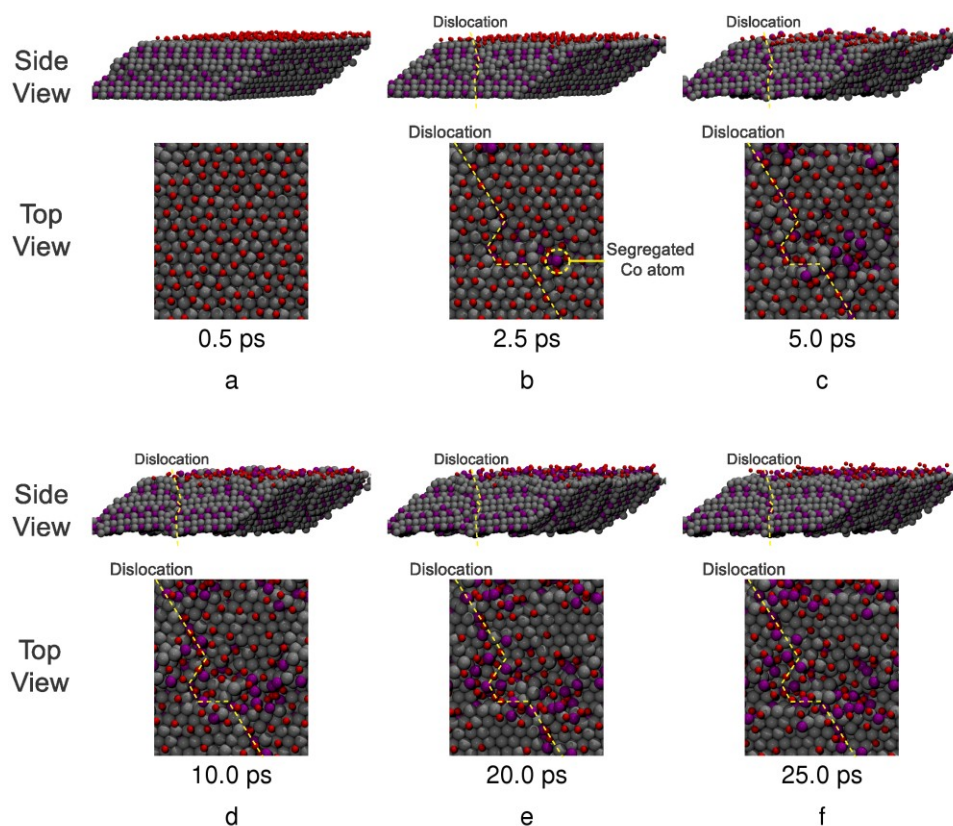 Dislocation
Dislocation
Side
View
Dislocation
Dislocation
Top
View
Segregated
Co atom
0.5 ps
2.5 ps
5.0 ps
a
b
c
Dislocation
Dislocation
Dislocation
Side
View
Dislocation
Dislocation
Dislocation
Top
View
10.0 ps
20.0 ps
25.0 ps
d
e
f